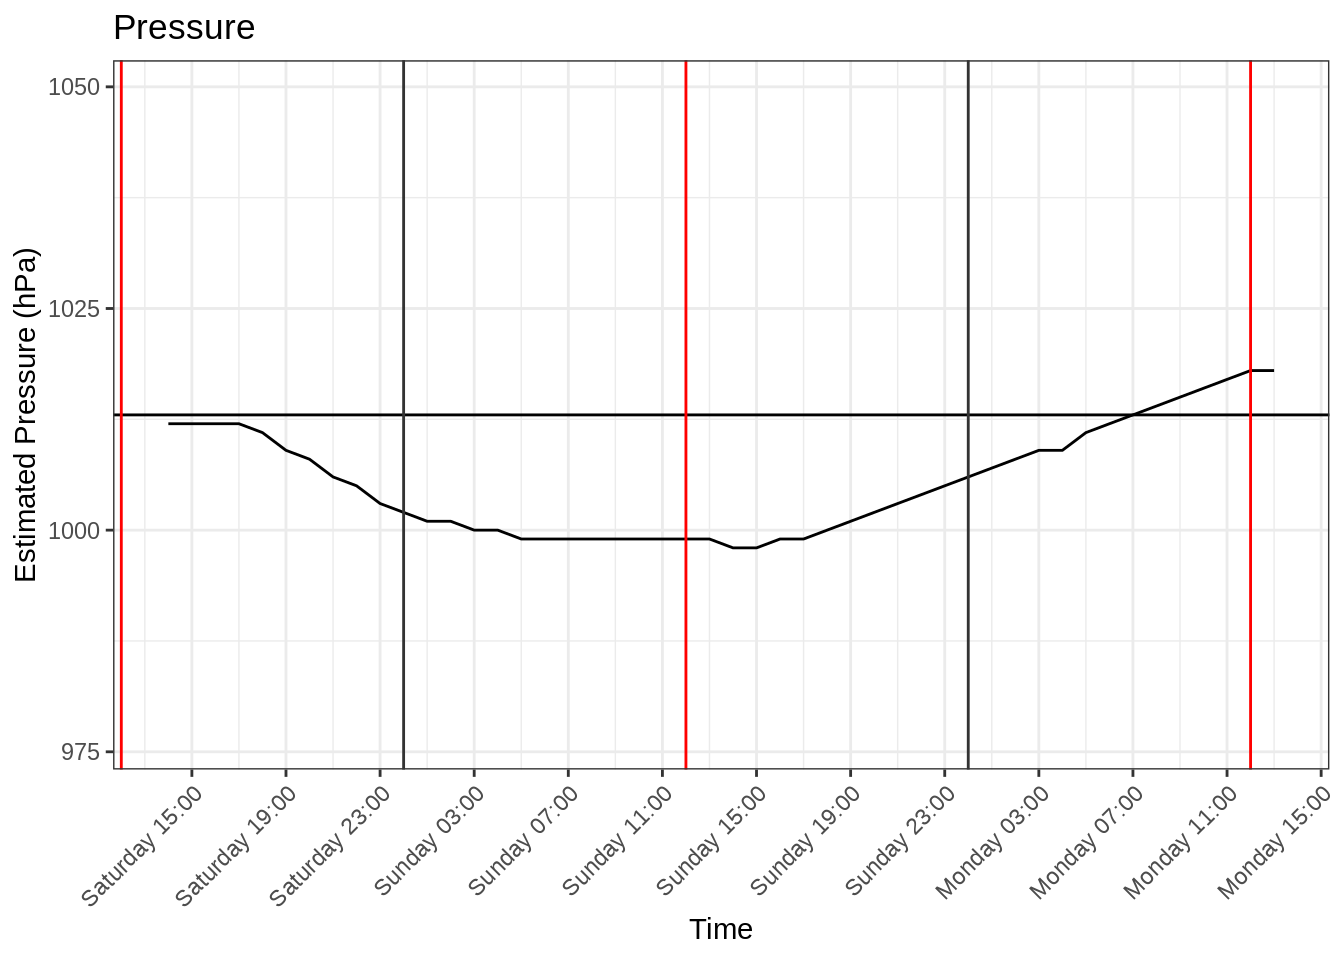 Pressure
Estimated Pressure (hPa)
1050
1025
1000
975
Saturday 15:00
Saturday 19:00
Saturday 23:00
Sunday 03:00
Sunday 07:00
Sunday 11:00
Sunday 15:00
Sunday 19:00
Sunday 23:00
Monday 03:00
Monday 07:00
Monday 11:00
Monday 15:00
Time